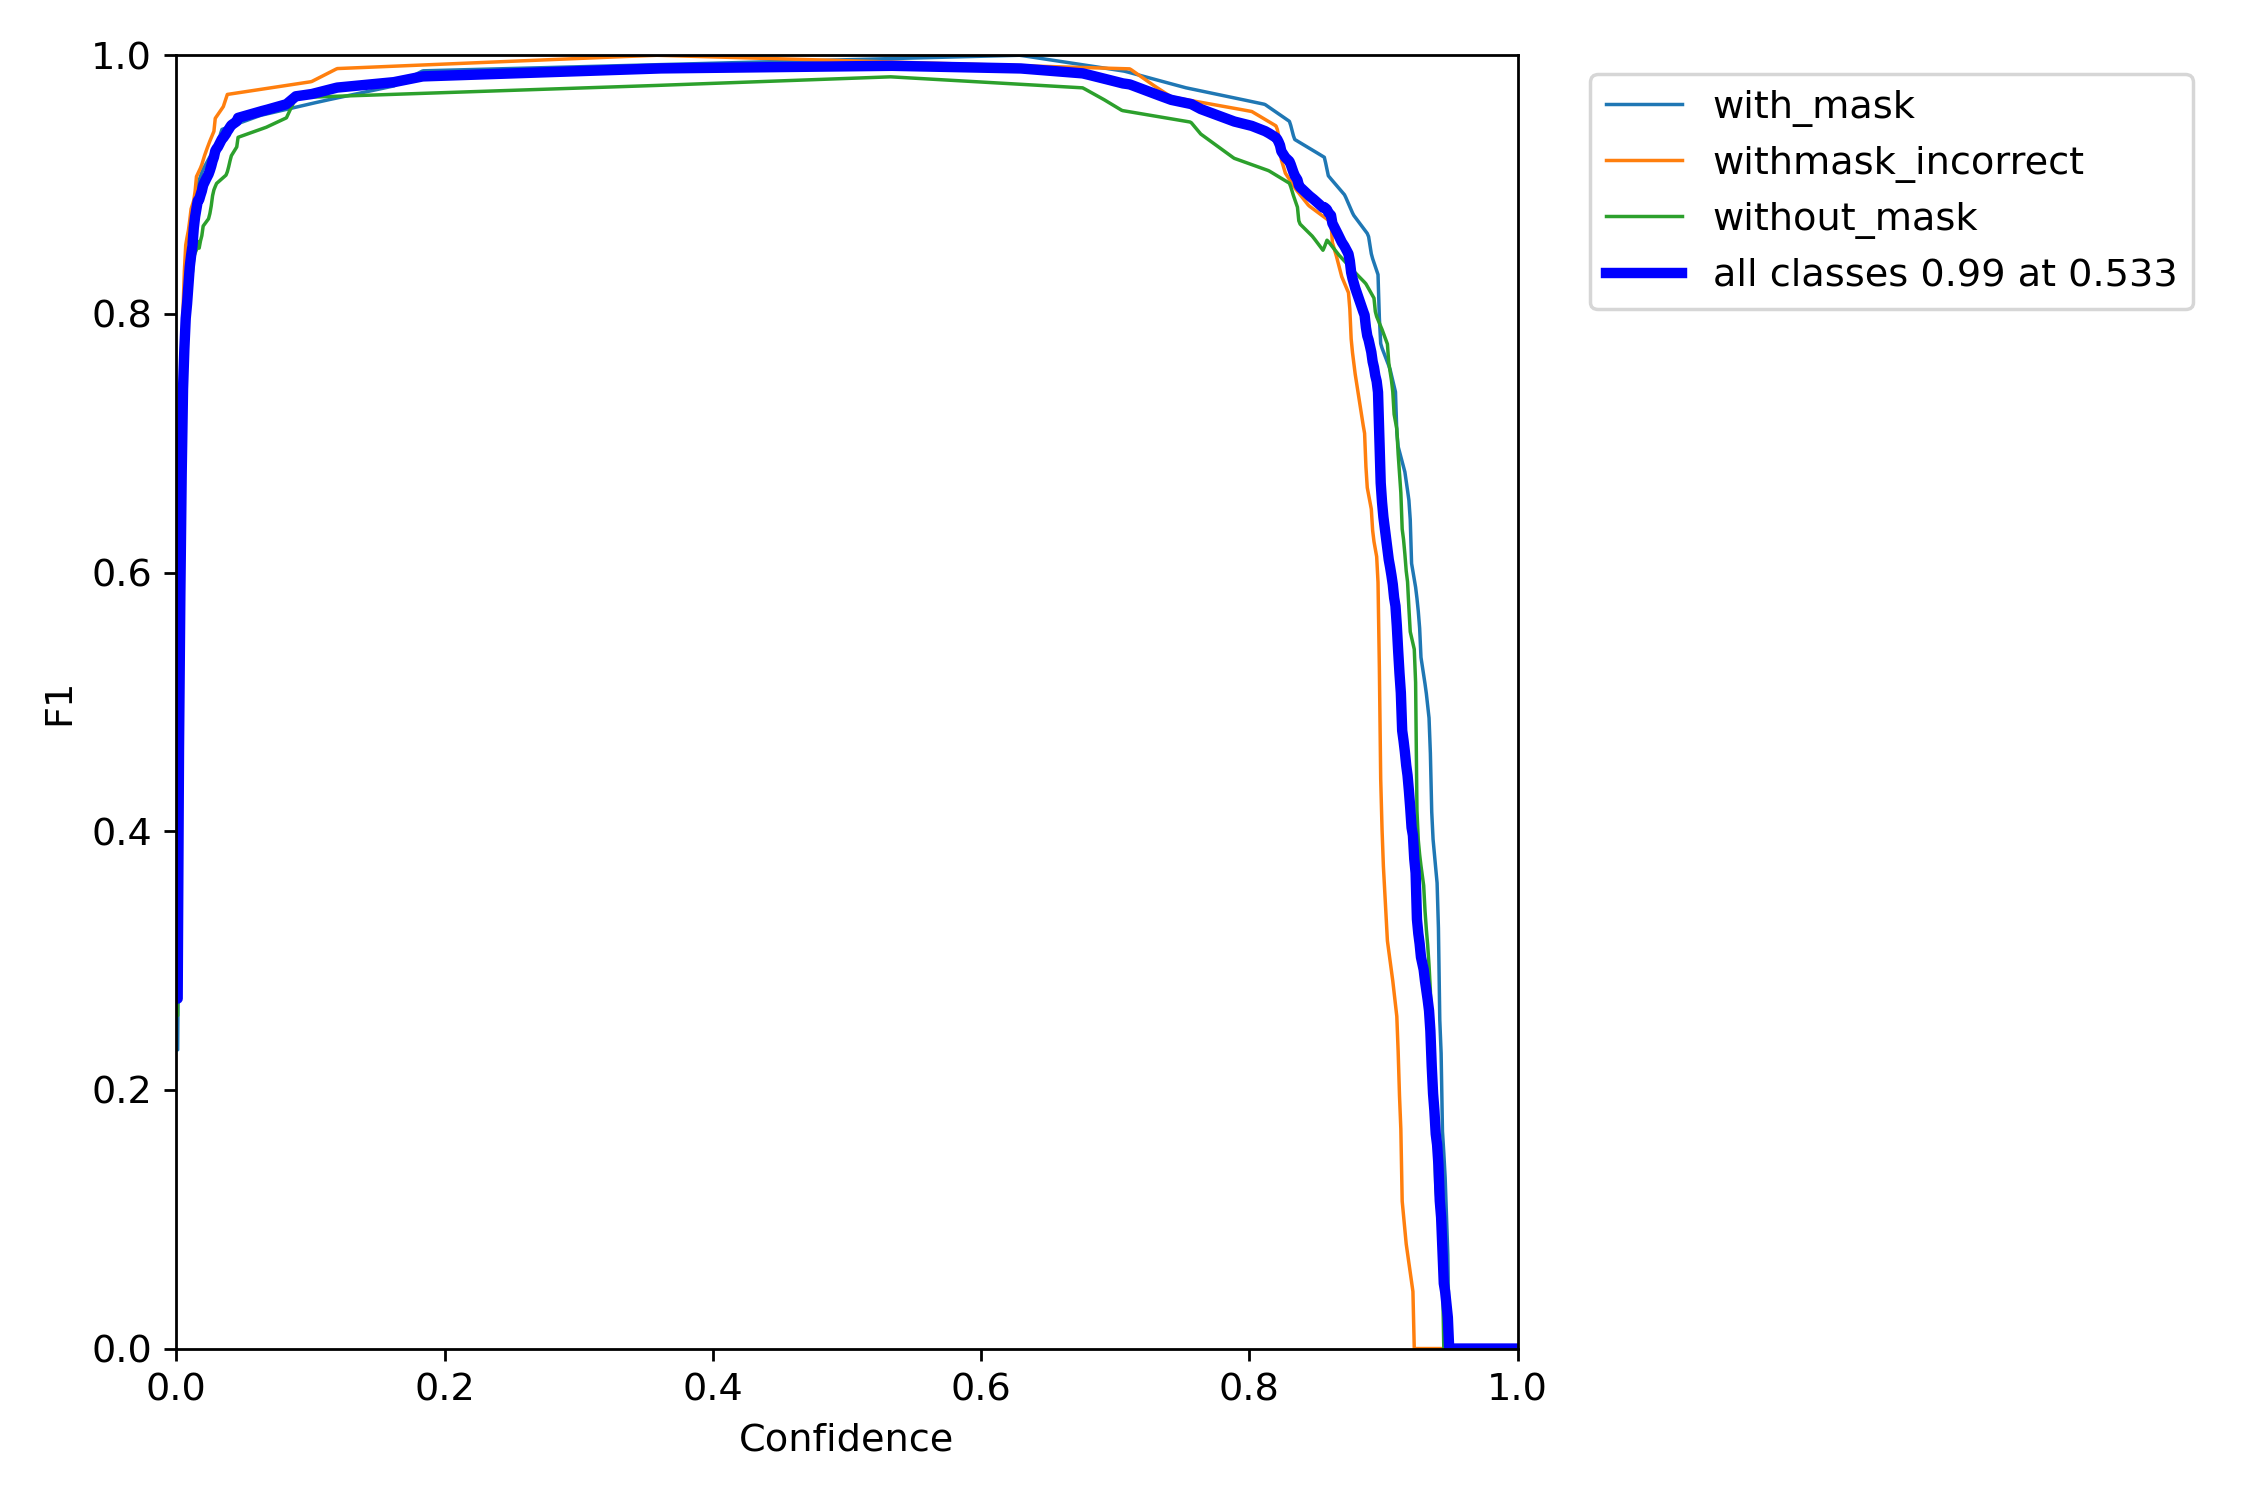 with_mask
withmask_incorrect
without_mask
all classes 0.99 at 0.533
F1
1.0
0.8
0.6
0.4
0.2
0.0
0.0 0.2 0.4 0.6 0.8 1.0
Confidence